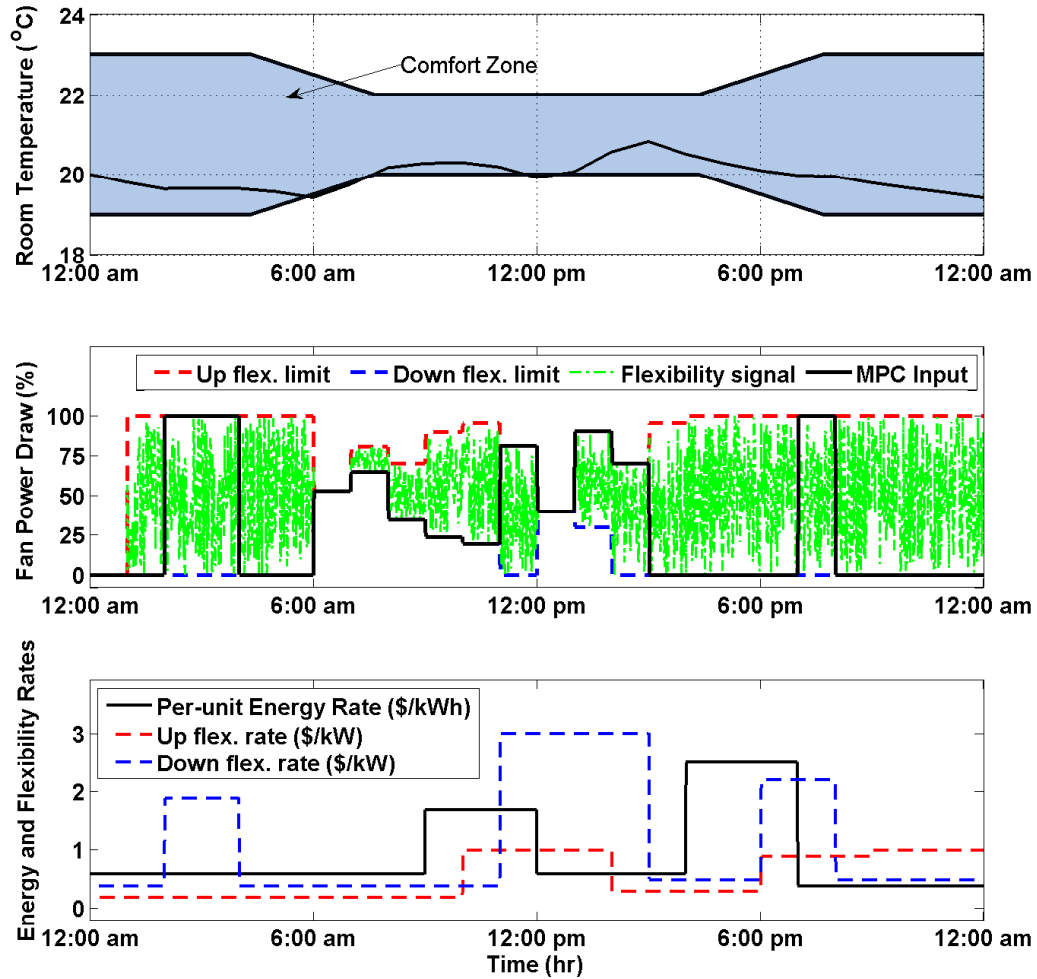 Room Temperature (°C)
24
22
20
18
Comfort Zone
12:00 am 6:00 am 12:00 pm 6:00 pm 12:00 am
Fan Power Draw (%)
Up flex. limit Down flex. limit Flexibility signal MPC Input
100
75
50
25
0
12:00 am 6:00 am 12:00 pm 6:00 pm 12:00 am
Energy and Flexibility Rates
Per-unit Energy Rate ($/kWh)
Up flex. rate ($/kW)
Down flex. rate ($/kW)
3
2
1
0
12:00 am 6:00 am 12:00 pm 6:00 pm 12:00 am
Time (hr)